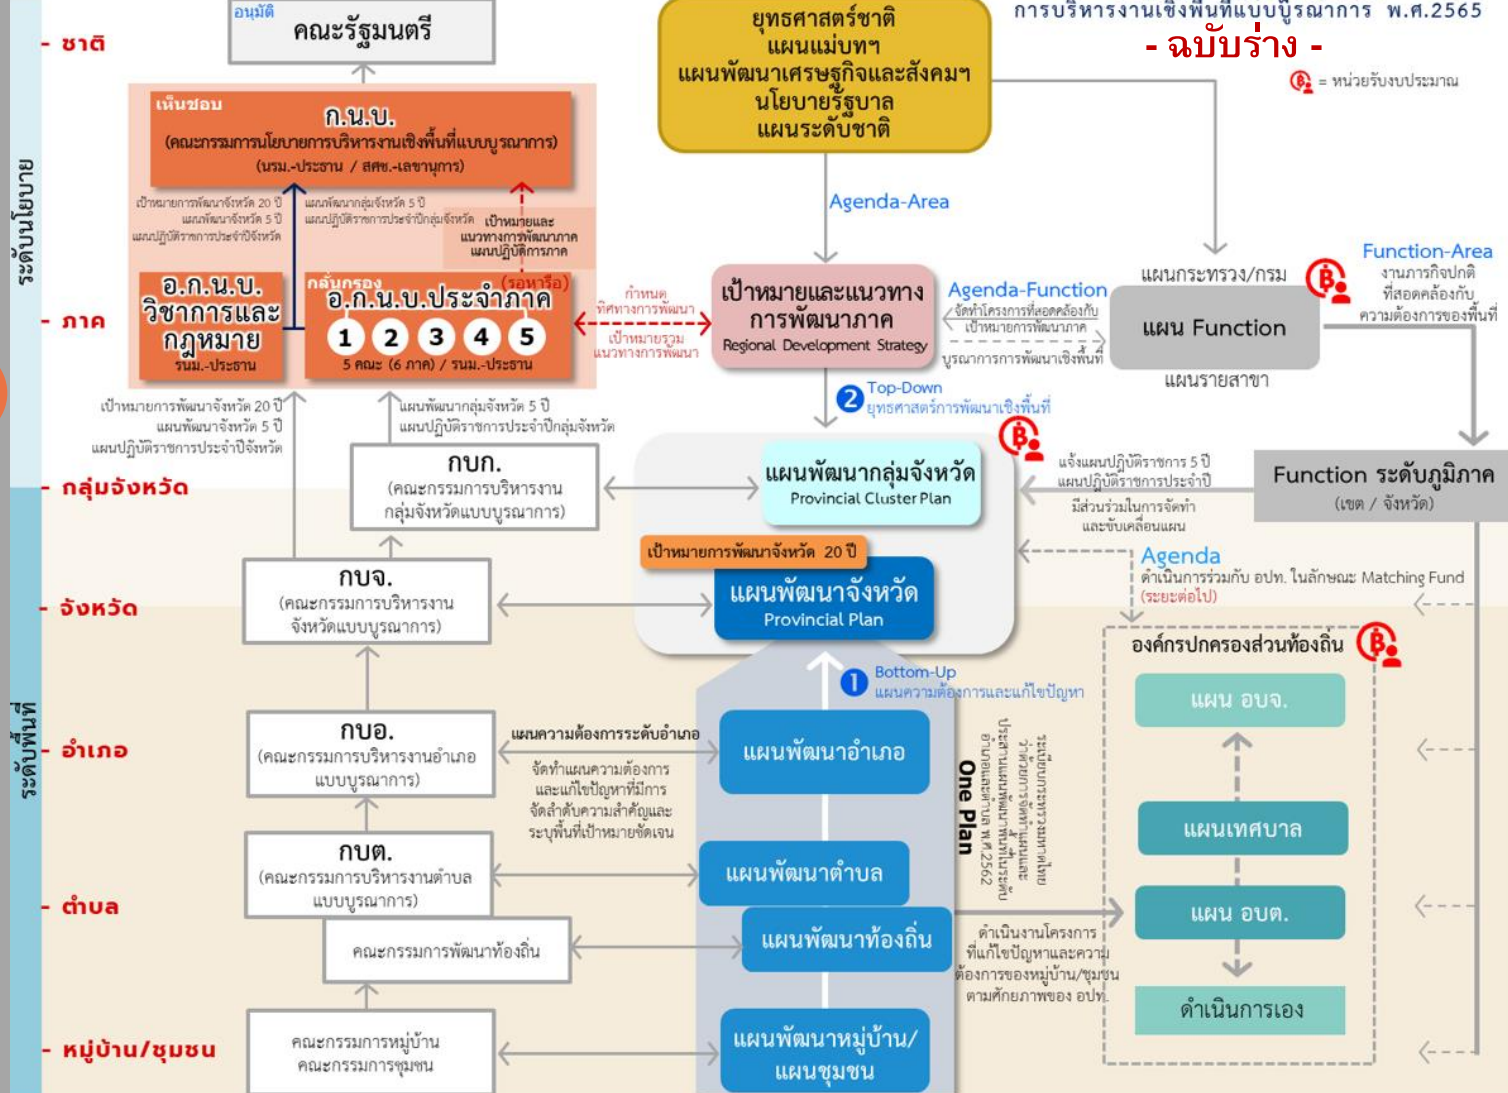 การบริหารงานเชิงพื้นที่แบบบูรณาการ พ.ศ.2565
- ฉบับร่าง -
= หน่วยรับงบประมาณ
ระดับนโยบาย
ระดับพื้นที่
- ชาติ
- ภาค
- กลุ่มจังหวัด
- จังหวัด
- อำเภอ
- ตำบล
- หมู่บ้าน/ชุมชน
อนุมัติ
คณะรัฐมนตรี
เห็นชอบ
ก.น.บ.
(คณะกรรมการนโยบายการบริหารงานเชิงพื้นที่แบบบูรณาการ)
(นรม.-ประธาน / สศช.-เลขานุการ)
เป้าหมายการพัฒนาจังหวัด 20 ปี
แผนพัฒนาจังหวัด 5 ปี
แผนปฏิบัติราชการประจำปีจังหวัด
แผนพัฒนากลุ่มจังหวัด 5 ปี
แผนปฏิบัติราชการประจำปีกลุ่มจังหวัด
เป้าหมายและ
แนวทางการพัฒนาภาค
แผนปฏิบัติการภาค
อ.ก.น.บ.
วิชาการและ
กฎหมาย
รนม.-ประธาน
กลั่นกรอง
(รอหารือ)
อ.ก.น.บ.ประจำภาค
1 2 3 4 5
5 คณะ (6 ภาค) / รนม.-ประธาน
กำหนด
ทิศทางการพัฒนา
เป้าหมายรวม
แนวทางการพัฒนา
ยุทธศาสตร์ชาติ
แผนแม่บทฯ
แผนพัฒนาเศรษฐกิจและสังคมฯ
นโยบายรัฐบาล
แผนระดับชาติ
Agenda-Area
เป้าหมายและแนวทาง
การพัฒนาภาค
Regional Development Strategy
Agenda-Function
จัดทำโครงการที่สอดคล้องกับ
เป้าหมายการพัฒนาภาค
บูรณาการการพัฒนาเชิงพื้นที่
แผนกระทรวง/กรม
แผน Function
แผนรายสาขา
Function-Area
งานภารกิจปกติ
ที่สอดคล้องกับ
ความต้องการของพื้นที่
2 Top-Down
ยุทธศาสตร์การพัฒนาเชิงพื้นที่
เป้าหมายการพัฒนาจังหวัด 20 ปี
แผนพัฒนาจังหวัด 5 ปี
แผนปฏิบัติราชการประจำปีจังหวัด
แผนพัฒนากลุ่มจังหวัด 5 ปี
แผนปฏิบัติราชการประจำปีกลุ่มจังหวัด
กบก.
(คณะกรรมการบริหารงาน
กลุ่มจังหวัดแบบบูรณาการ)
แผนพัฒนากลุ่มจังหวัด
Provincial Cluster Plan
แจ้งแผนปฏิบัติราชการ 5 ปี
แผนปฏิบัติราชการประจำปี
มีส่วนร่วมในการจัดทำ
และขับเคลื่อนแผน
Function ระดับภูมิภาค
(เขต / จังหวัด)
เป้าหมายการพัฒนาจังหวัด 20 ปี
แผนพัฒนาจังหวัด
Provincial Plan
กบจ.
(คณะกรรมการบริหารงาน
จังหวัดแบบบูรณาการ)
Agenda
ดำเนินการร่วมกับ อปท. ในลักษณะ Matching Fund
(ระยะต่อไป)
1 Bottom-Up
แผนความต้องการและแก้ไขปัญหา
กบอ.
(คณะกรรมการบริหารงานอำเภอ
แบบบูรณาการ)
แผนความต้องการระดับอำเภอ
จัดทำแผนความต้องการ
และแก้ไขปัญหาที่มีการ
จัดลำดับความสำคัญและ
ระบุพื้นที่เป้าหมายชัดเจน
แผนพัฒนาอำเภอ
One Plan
ระเบียบกระทรวงมหาดไทย
ว่าด้วยการจัดทำแผนและ
ประสานแผนพัฒนาพื้นที่ในระดับ
อำเภอและตำบล พ.ศ.2562
กบต.
(คณะกรรมการบริหารงานตำบล
แบบบูรณาการ)
แผนพัฒนาตำบล
คณะกรรมการพัฒนาท้องถิ่น
แผนพัฒนาท้องถิ่น
ดำเนินงานโครงการ
ที่แก้ไขปัญหาและความ
ต้องการของหมู่บ้าน/ชุมชน
ตามศักยภาพของ อปท.
คณะกรรมการหมู่บ้าน
คณะกรรมการชุมชน
แผนพัฒนาหมู่บ้าน/
แผนชุมชน
องค์กรปกครองส่วนท้องถิ่น
แผน อบจ.
แผนเทศบาล
แผน อบต.
ดำเนินการเอง